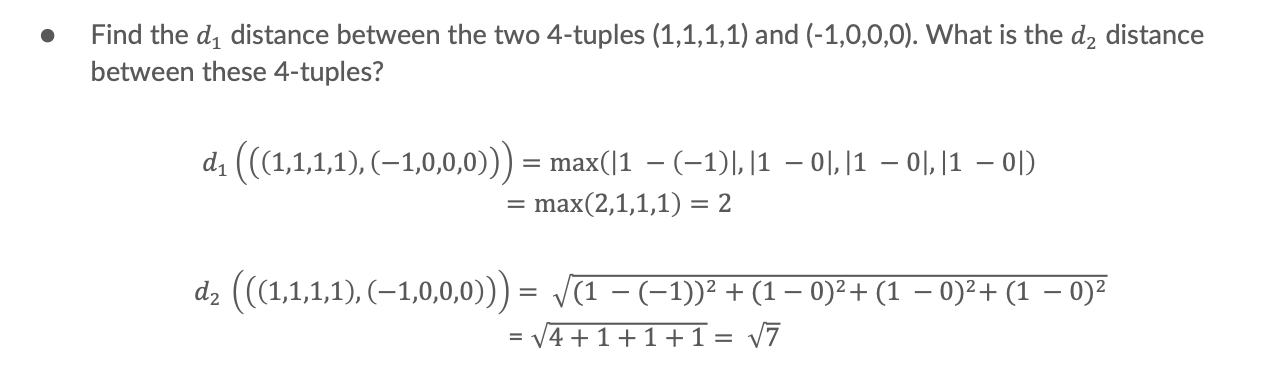 ● Find the d₁ distance between the two 4-tuples (1,1,1,1) and (-1,0,0,0). What is the d₂ distance
between these 4-tuples?
d₁ (((1,1,1,1), (−1,0,0,0))) = max(|1 − (−1)|, |1 − 0|, |1 − 0|, |1 − 0|)
= max(2,1,1,1) = 2
d₂ (((1,1,1,1), (−1,0,0,0))) = √(1 − (−1))² + (1 − 0)² + (1 − 0)² + (1 − 0)²
= √4 + 1 + 1 + 1 = √7